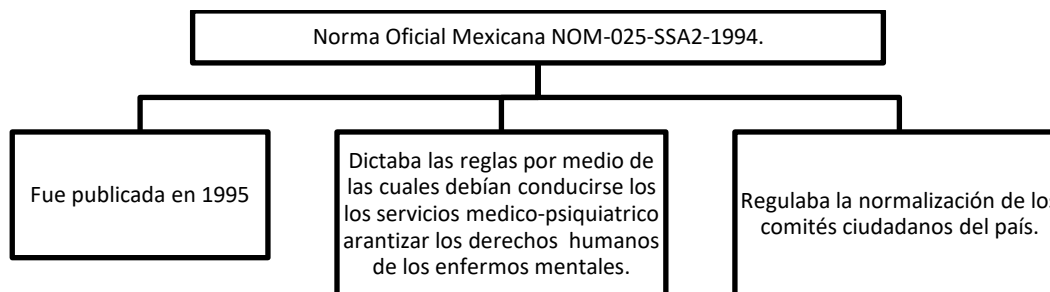 Norma Oficial Mexicana NOM-025-SSA2-1994.
Fue publicada en 1995
Dictaba las reglas por medio de
las cuales debían conducirse los
los servicios medico-psiquiatrico
arantizar los derechos humanos
de los enfermos mentales.
Regulaba la normalización de los
comités ciudadanos del país.